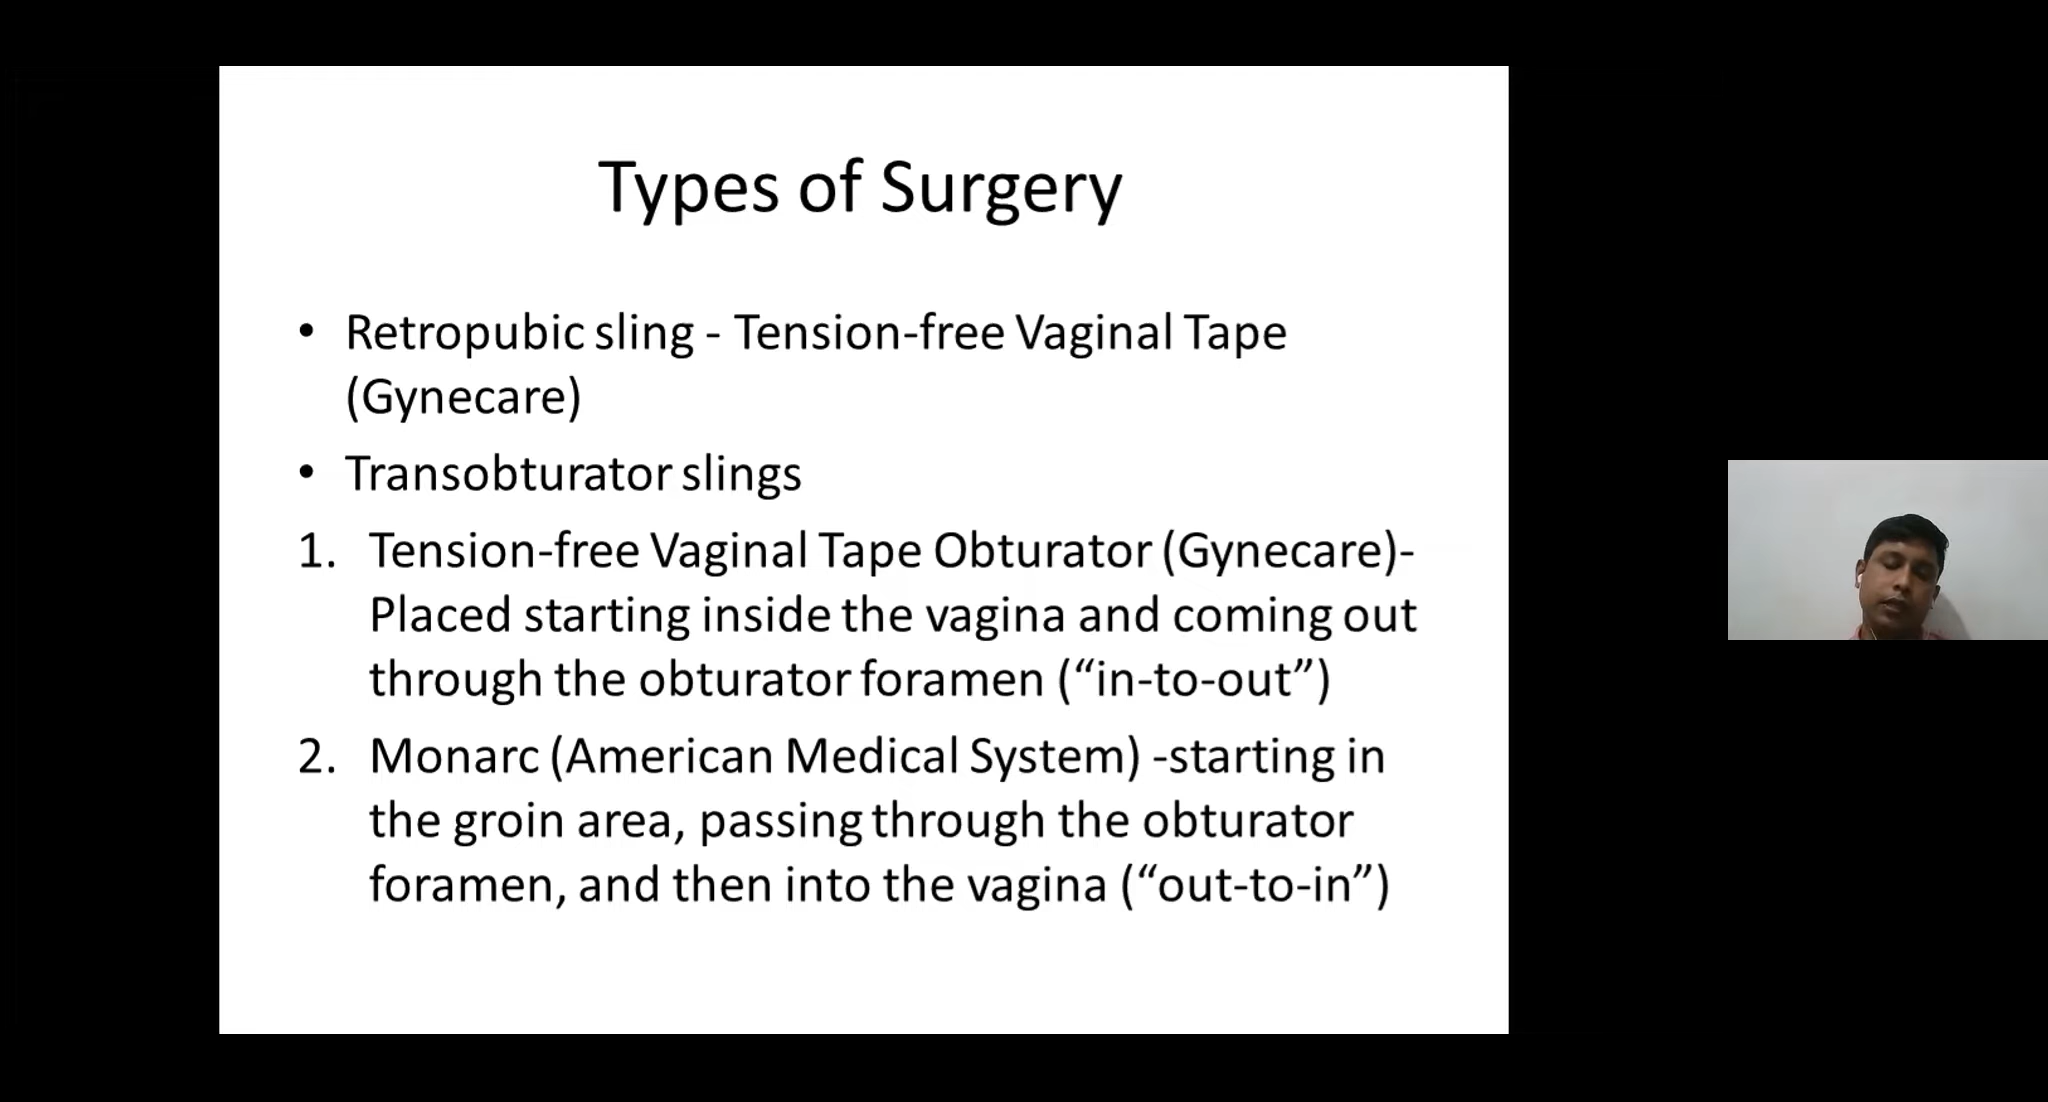 Types of Surgery
• Retropubic sling - Tension-free Vaginal Tape
(Gynecare)
• Transobturator slings
1. Tension-free Vaginal Tape Obturator (Gynecare)-
Placed starting inside the vagina and coming out
through the obturator foramen (“in-to-out”)
2. Monarc (American Medical System) -starting in
the groin area, passing through the obturator
foramen, and then into the vagina (“out-to-in”)